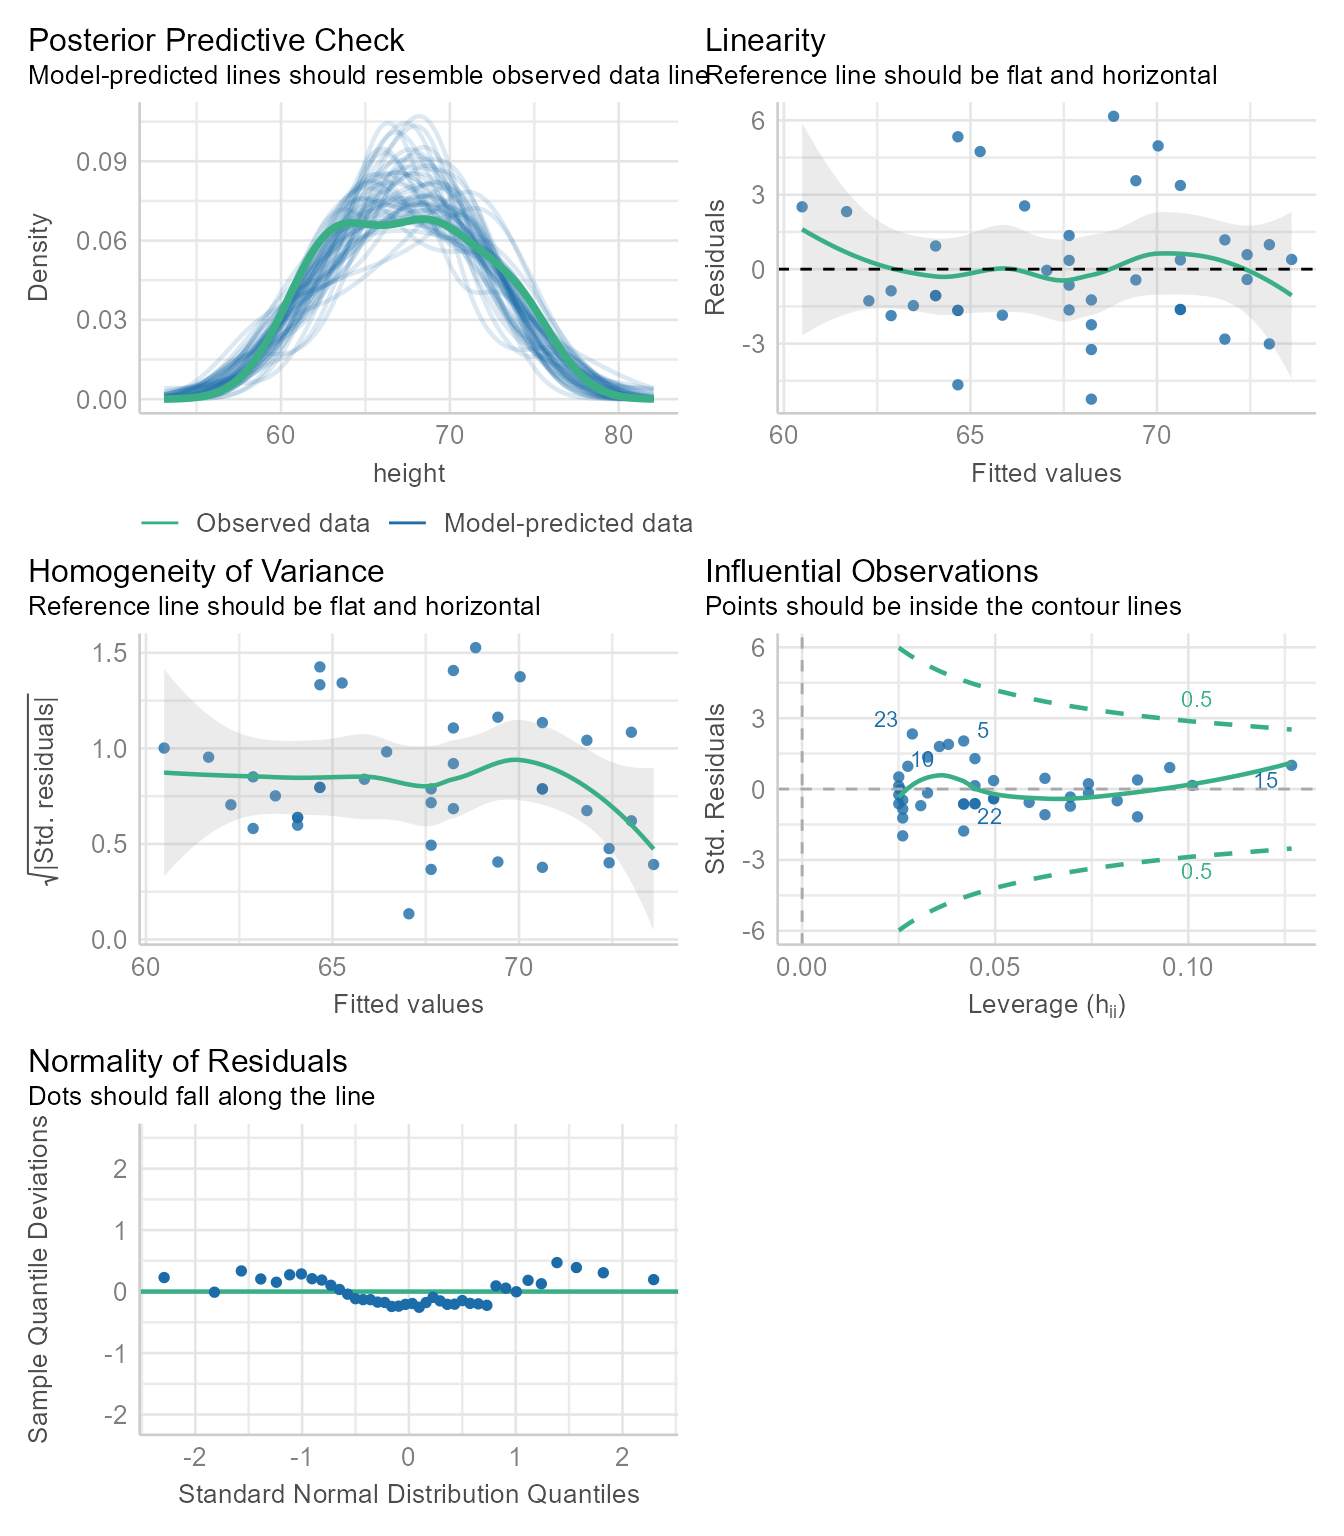 Posterior Predictive Check
Model-predicted lines should resemble observed data line
0.09
0.06
0.03
0.00
Density
60
70
80
height
Observed data
Model-predicted data
Linearity
Reference line should be flat and horizontal
6
3
0
-3
Residuals
60
65
70
Fitted values
Homogeneity of Variance
Reference line should be flat and horizontal
1.5
1.0
0.5
0.0
√|Std. residuals|
60
65
70
Fitted values
Influential Observations
Points should be inside the contour lines
6
3
0
-3
-6
Std. Residuals
0.5
23
5
10
15
22
0.5
0.00
0.05
0.10
Leverage (hii)
Normality of Residuals
Dots should fall along the line
2
1
0
-1
-2
Sample Quantile Deviations
-2
-1
0
1
2
Standard Normal Distribution Quantiles